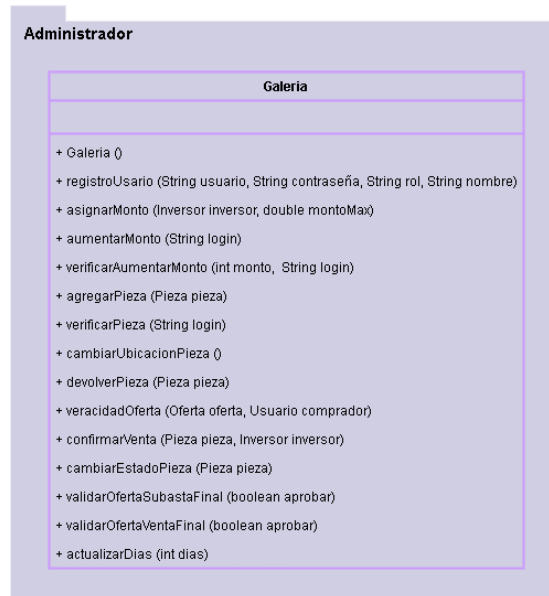 Administrador
Galeria
+ Galeria ()
+ registroUsario (String usuario, String contraseña, String rol, String nombre)
+ asignarMonto (Inversor inversor, double montoMax)
+ aumentarMonto (String login)
+ verificarAumentarMonto (int monto, String login)
+ agregarPieza (Pieza pieza)
+ verificarPieza (String login)
+ cambiarUbicacionPieza ()
+ devolverPieza (Pieza pieza)
+ veracidadOferta (Oferta oferta, Usuario comprador)
+ confirmarVenta (Pieza pieza, Inversor inversor)
+ cambiarEstadoPieza (Pieza pieza)
+ validarOfertaSubastaFinal (boolean aprobar)
+ validarOfertaVentaFinal (boolean aprobar)
+ actualizarDias (int dias)